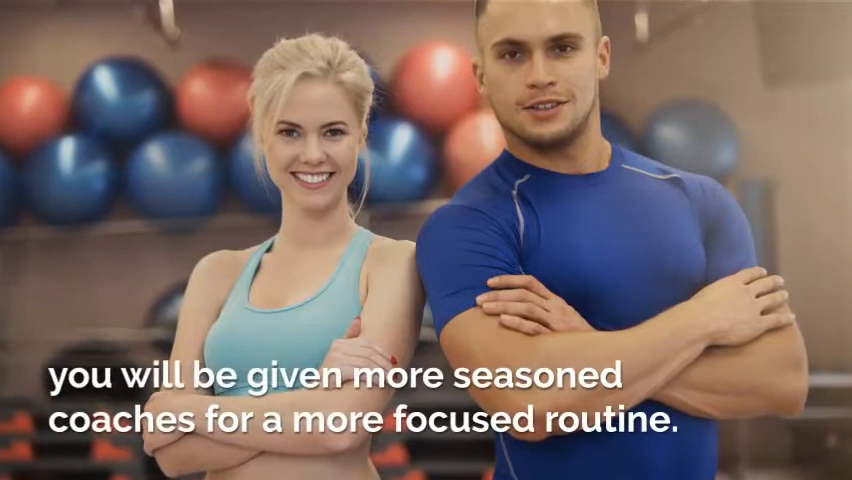 you will be given more seasoned
coaches for a more focused routine.